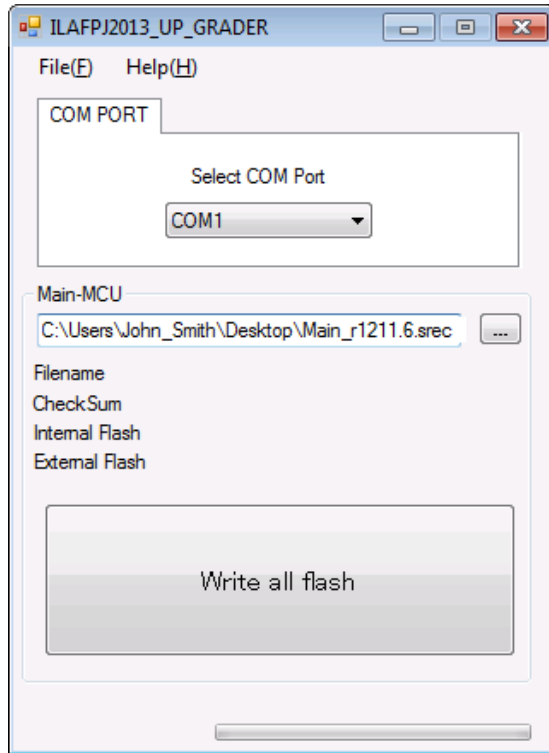 ILAFPJ2013_UP_GRADER
File(F) Help(H)
COM PORT
Select COM Port
COM1
Main-MCU
C:\Users\John_Smith\Desktop\Main_r1211.6.srec ...
Filename
CheckSum
Internal Flash
External Flash
Write all flash